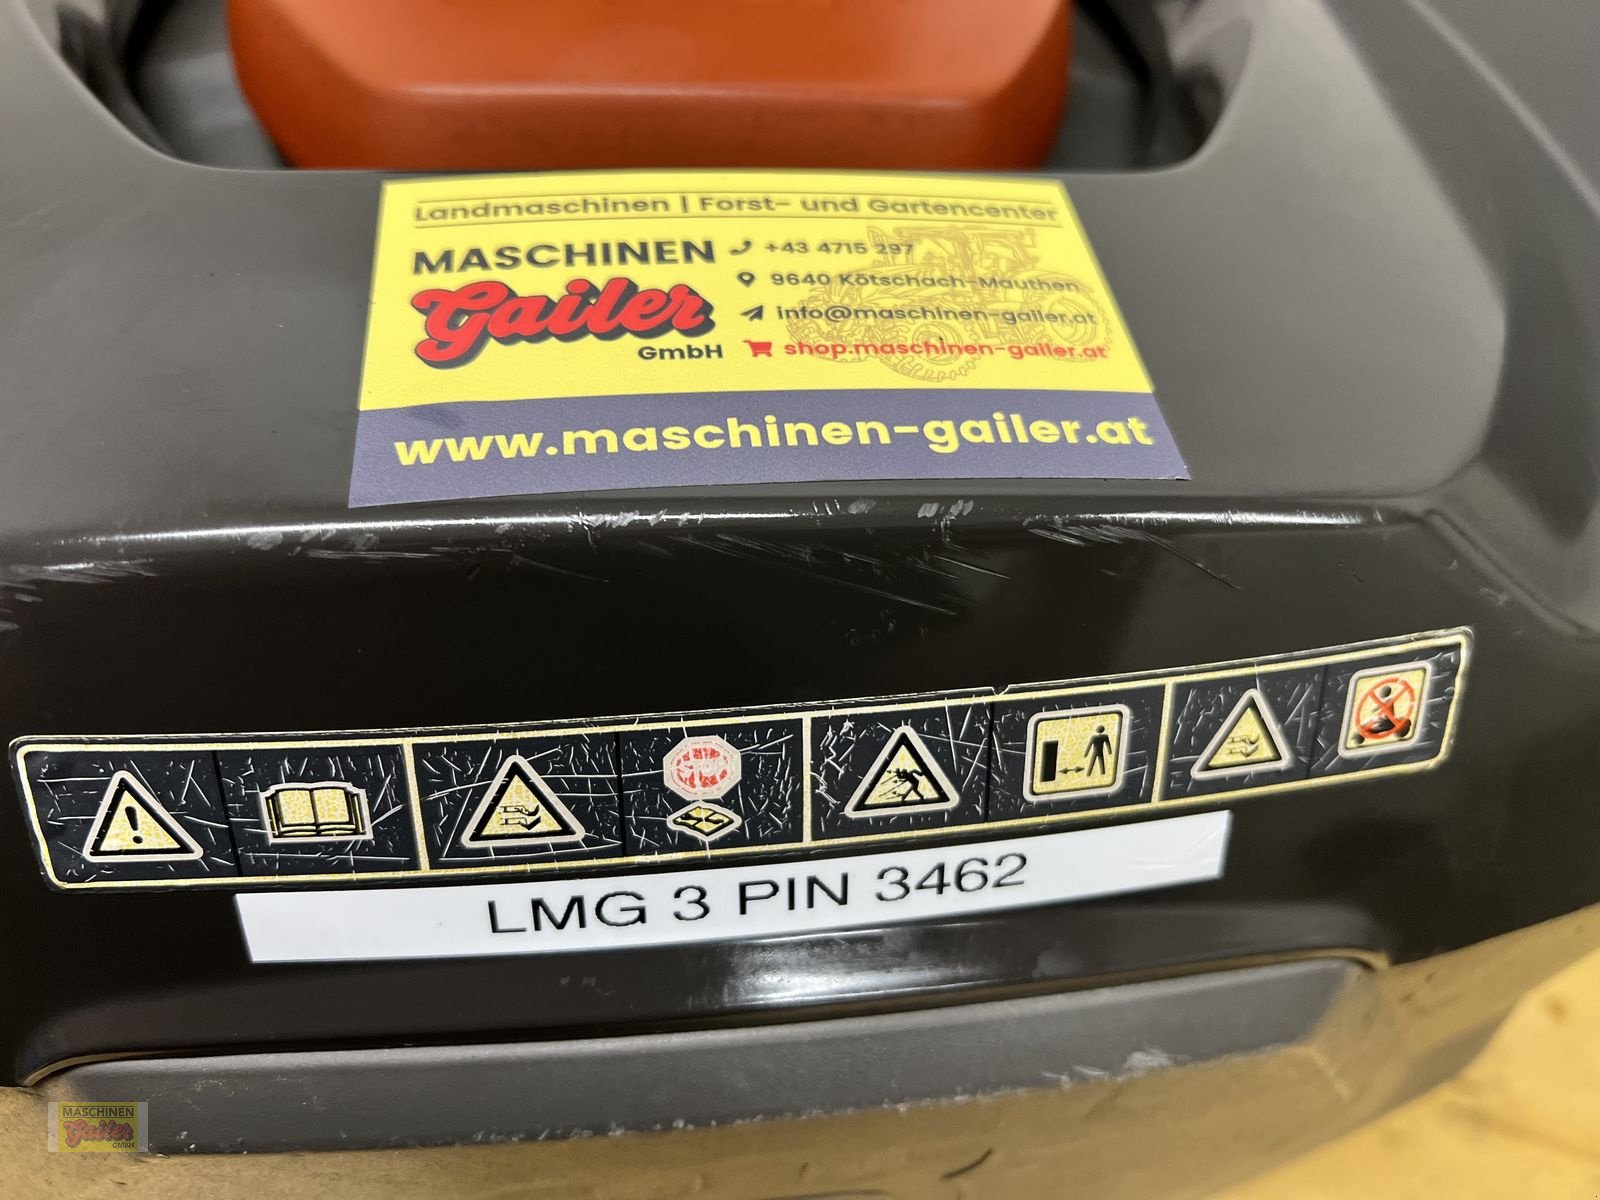 Landmaschinen | Forst- und Gartencenter
MASCHINEN
Gailer
GmbH
+43 4715 297
9640 Kötschach-Mauthen
info@maschinen-gailer.at
shop.maschinen-gailer.at
www.maschinen-gailer.at
STOP
LMG 3 PIN 3462
MASCHINEN
Gailer
GMBH